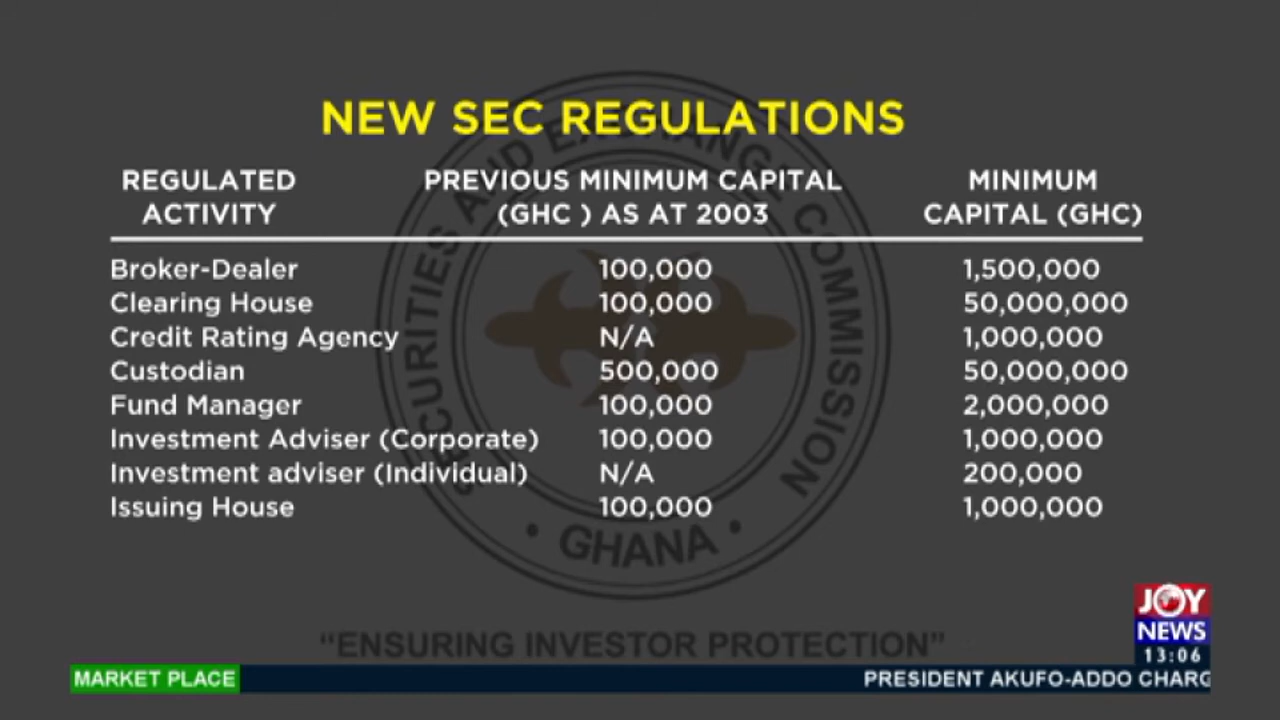 NEW SEC REGULATIONS
REGULATED ACTIVITY PREVIOUS MINIMUM CAPITAL (GHC ) AS AT 2003 MINIMUM CAPITAL (GHC)
Broker-Dealer 100,000 1,500,000
Clearing House 100,000 50,000,000
Credit Rating Agency N/A 1,000,000
Custodian 500,000 50,000,000
Fund Manager 100,000 2,000,000
Investment Adviser (Corporate) 100,000 1,000,000
Investment adviser (Individual) N/A 200,000
Issuing House 100,000 1,000,000
SECURITIES AND EXCHANGE COMMISSION
• GHANA •
“ENSURING INVESTOR PROTECTION”
JOY
NEWS
13:06
MARKET PLACE PRESIDENT AKUFO-ADDO CHARG